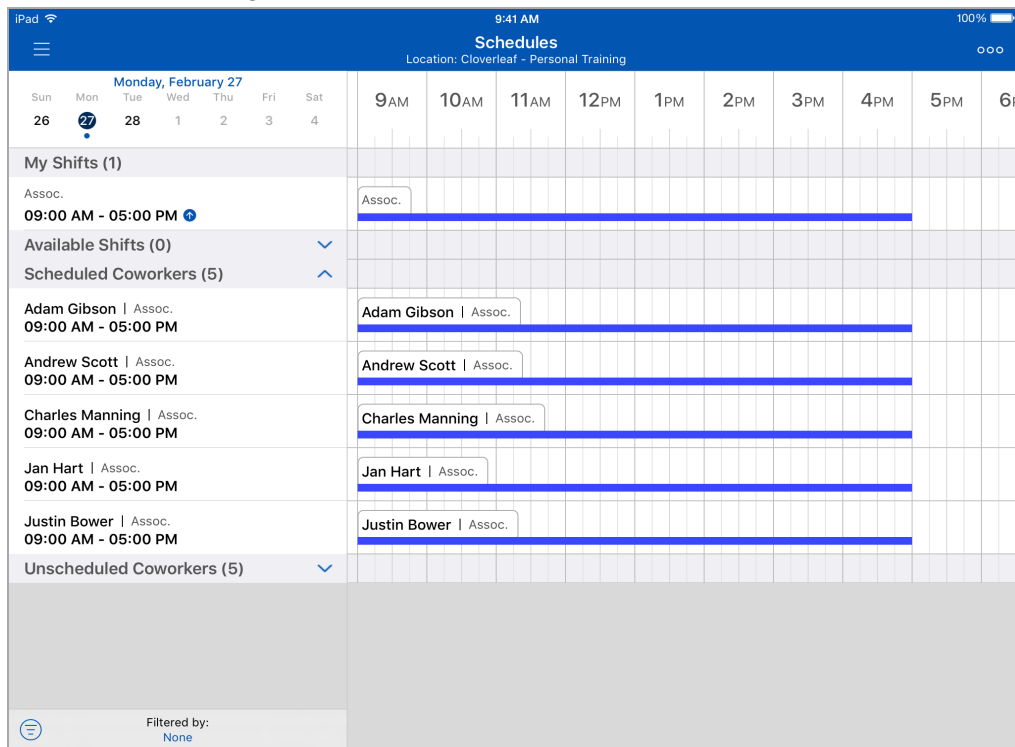 iPad
9:41 AM
100%
Schedules
Location: Cloverleaf - Personal Training
Monday, February 27
Sun Mon Tue Wed Thu Fri Sat
26 27 28 1 2 3 4
9AM 10AM 11AM 12PM 1PM 2PM 3PM 4PM 5PM
My Shifts (1)
Assoc.
09:00 AM - 05:00 PM
Assoc.
Available Shifts (0)
Scheduled Coworkers (5)
Adam Gibson | Assoc.
09:00 AM - 05:00 PM
Adam Gibson | Assoc.
Andrew Scott | Assoc.
09:00 AM - 05:00 PM
Andrew Scott | Assoc.
Charles Manning | Assoc.
09:00 AM - 05:00 PM
Charles Manning | Assoc.
Jan Hart | Assoc.
09:00 AM - 05:00 PM
Jan Hart | Assoc.
Justin Bower | Assoc.
09:00 AM - 05:00 PM
Justin Bower | Assoc.
Unscheduled Coworkers (5)
Filtered by:
None